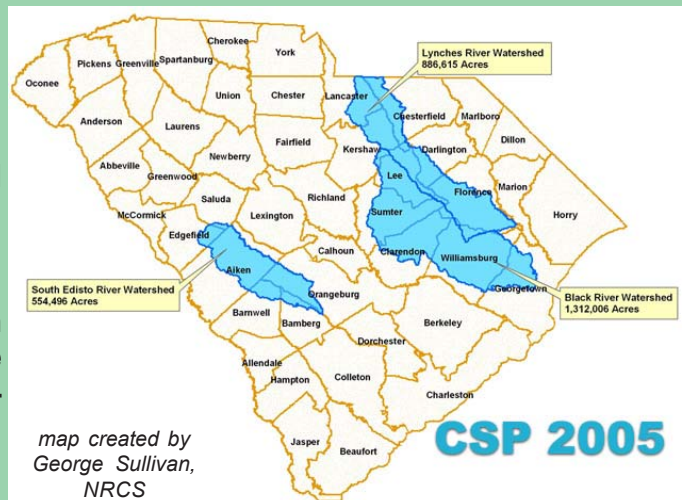 Cherokee
York
Pickens
Greenville
Spartanburg
Oconee
Lynches River Watershed
886,615 Acres
Union
Chester
Lancaster
Anderson
Chesterfield
Marlboro
Laurens
Dillon
Fairfield
Kershaw
Darlington
Newberry
Abbeville
Greenwood
Lee
Florence
Marion
Saluda
Richland
Horry
McCormick
Lexington
Sumter
Edgefield
Calhoun
Clarendon
Williamsburg
Aiken
South Edisto River Watershed
554,496 Acres
Orangeburg
Georgetown
Black River Watershed
1,312,006 Acres
Barnwell
Bamberg
Berkeley
Dorchester
Allendale
Hampton
Colleton
Charleston
Jasper
Beaufort
map created by
George Sullivan,
NRCS
CSP 2005